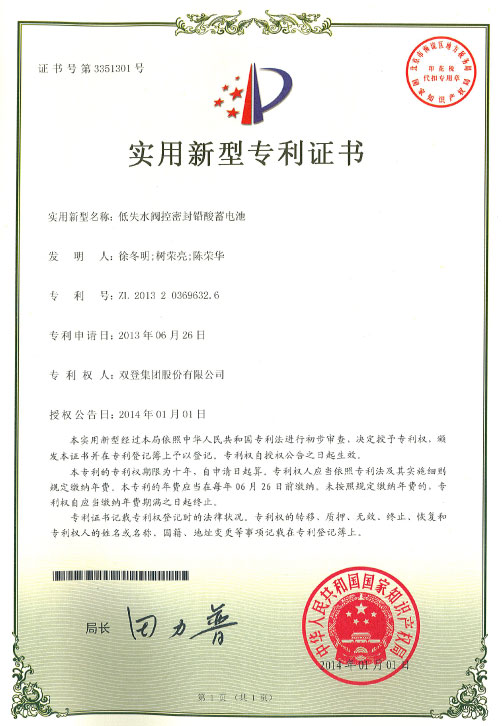 证书号第3351301号
印花税
代扣专用章
国家知识产权局
实用新型专利证书
实用新型名称：低失水阀控密封铅酸蓄电池
发明人：徐冬明;树荣亮;陈荣华
专利号：ZL 2013 2 0369632.6
专利申请日：2013年06月26日
专利权人：双登集团股份有限公司
授权公告日：2014年01月01日
本实用新型经过本局依照中华人民共和国专利法进行初步审查，决定授予专利权，颁
发本证书并在专利登记簿上予以登记。专利权自授权公告之日起生效。
本专利的专利权期限为十年，自申请日起算。专利权人应当依照专利法及其实施细则
规定缴纳年费。本专利的年费应当在每年06月26日前缴纳。未按照规定缴纳年费的，专
利权自应当缴纳年费期满之日起终止。
专利证书记载专利权登记时的法律状况。专利权的转移、质押、无效、终止、恢复和
专利权人的姓名或名称、国籍、地址变更等事项记载在专利登记簿上。
局长 田力普
中华人民共和国国家知识产权局
2014年01月01日
第1页（共1页）